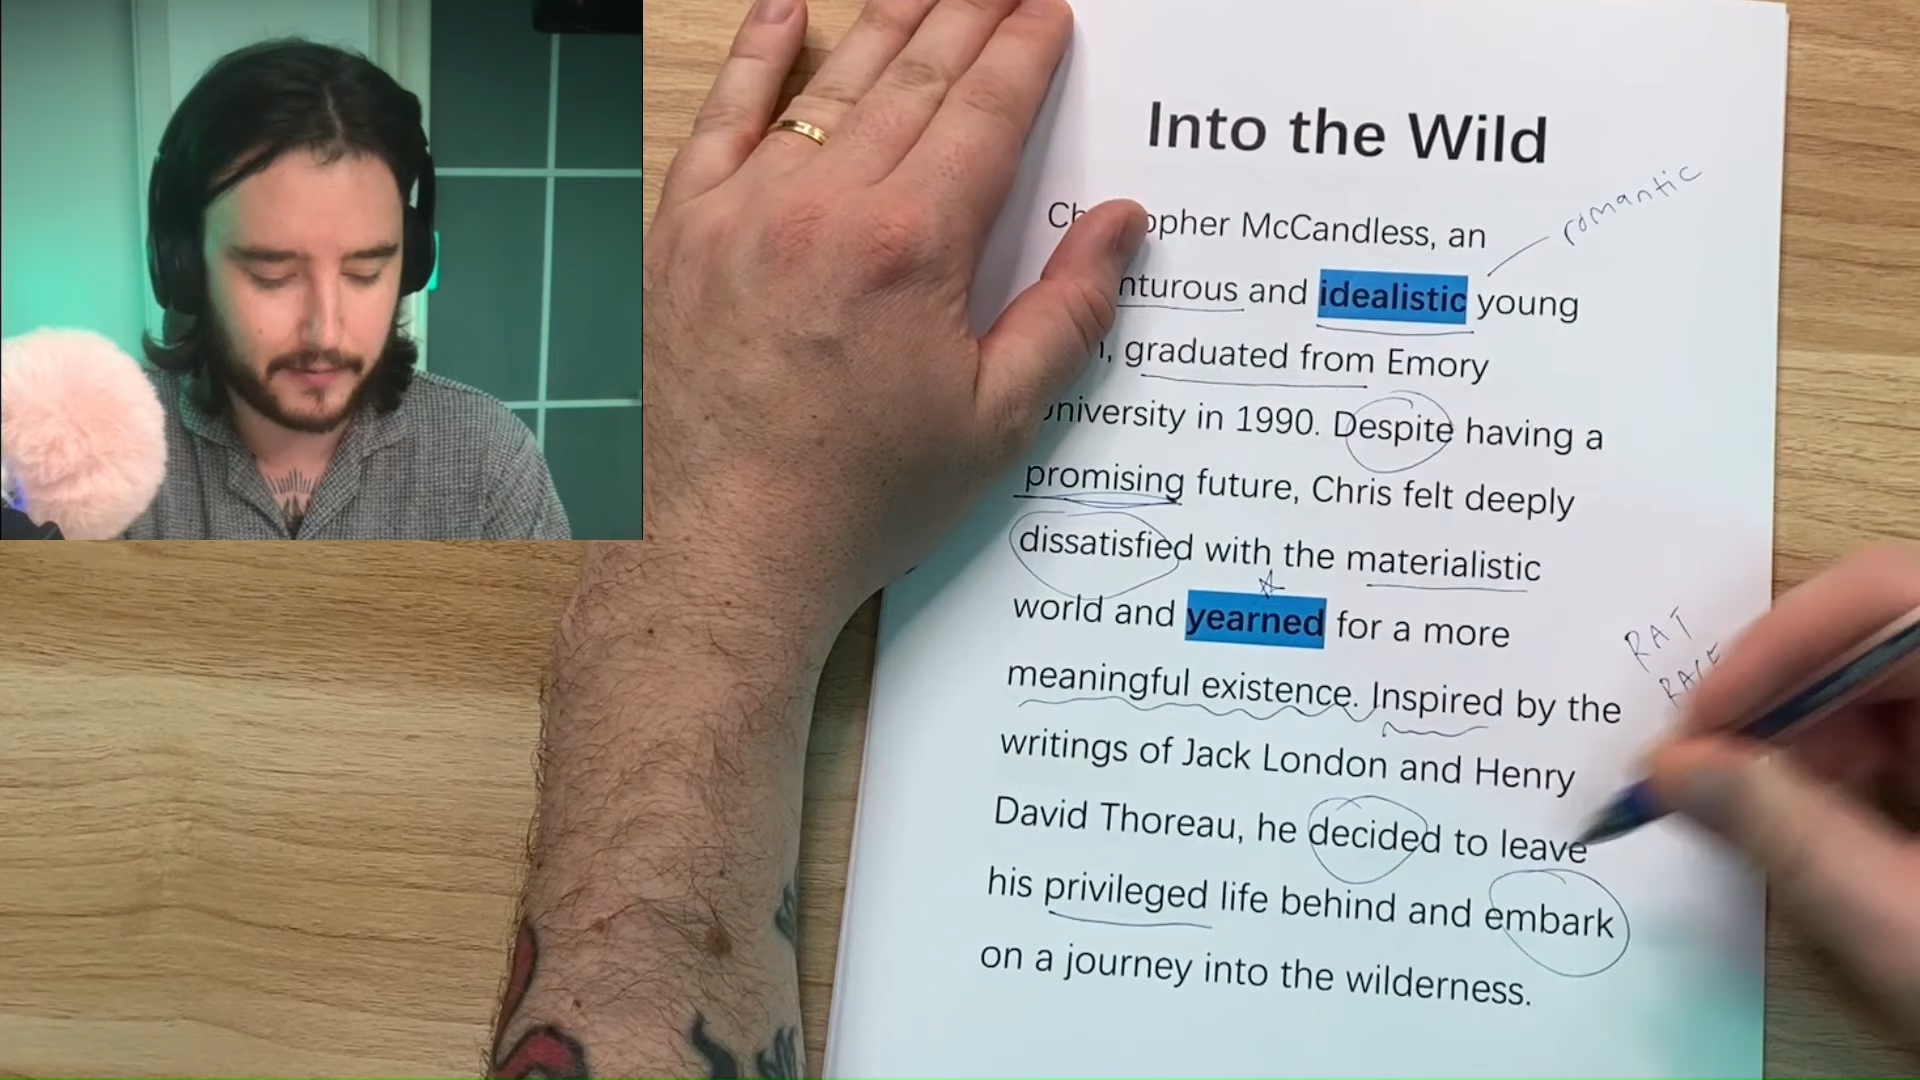 Into the Wild
romantic
McCandless, an
and idealistic young
graduated from Emory
University in 1990. Despite having a
promising future, Chris felt deeply
dissatisfied with the materialistic
world and yearned for a more
RAT
RACE
meaningful existence. Inspired by the
writings of Jack London and Henry
David Thoreau, he decided to leave
his privileged life behind and embark
on a journey into the wilderness.